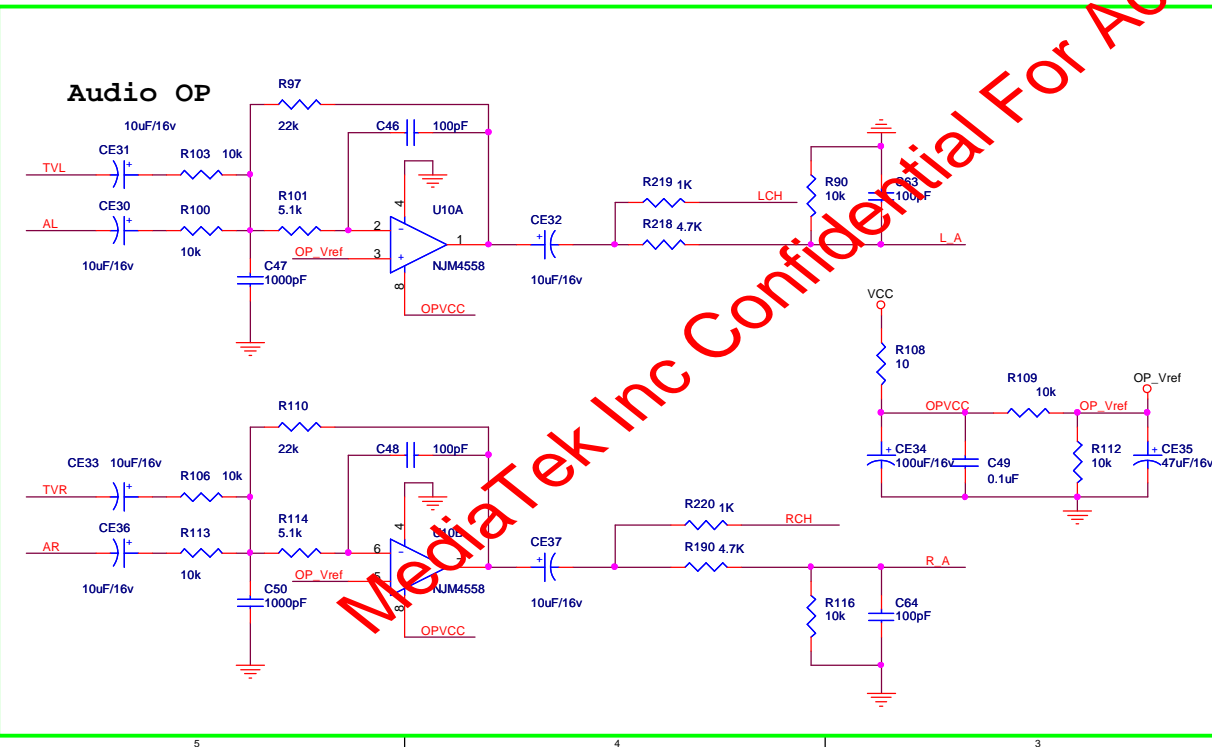 Audio OP
R97
22k
10uF/16v
CE31
+
TVL
R103 10k
C46 100pF
R101
5.1k
CE30
+
AL
R100
10k
10uF/16v
C47
1000pF
OP_Vref
2
3
4
8
1
-
+
U10A
NJM4558
OPVCC
CE32
+
10uF/16v
R219 1K
LCH
R218 4.7K
R90
10k
C63
100pF
L_A
VCC
R108
10
OPVCC
R109
10k
OP_Vref
OP_Vref
+
CE34
100uF/16v
C49
0.1uF
R112
10k
+
CE35
47uF/16v
R110
22k
CE33 10uF/16v
+
TVR
R106 10k
C48 100pF
R114
5.1k
CE36
+
AR
R113
10k
10uF/16v
C50
1000pF
OP_Vref
6
4
8
-
NJM4558
OPVCC
CE37
+
10uF/16v
R220 1K
RCH
R190 4.7K
R116
10k
C64
100pF
R_A
MediaTek Inc Confidential For
5
4
3